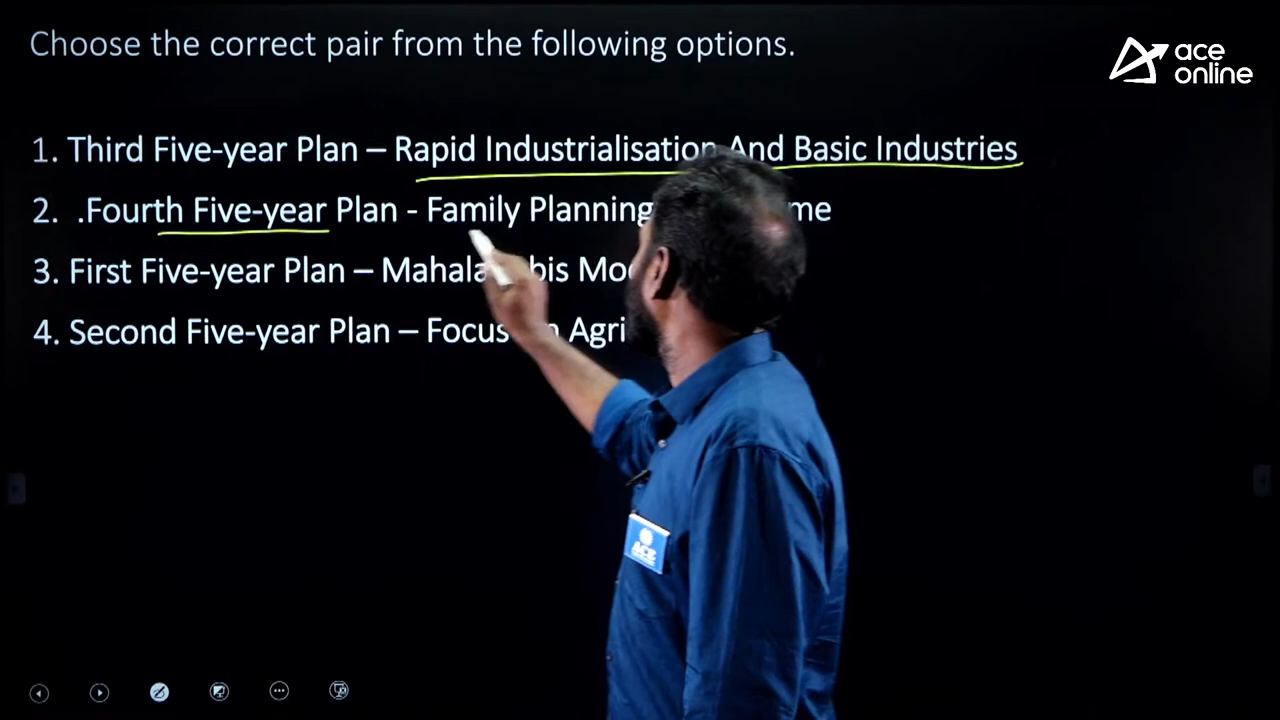 Choose the correct pair from the following options.
ace
online
1. Third Five-year Plan – Rapid Industrialisation And Basic Industries
2. .Fourth Five-year Plan - Family Planning
3. First Five-year Plan –
4. Second Five-year Plan – Focus
ACE